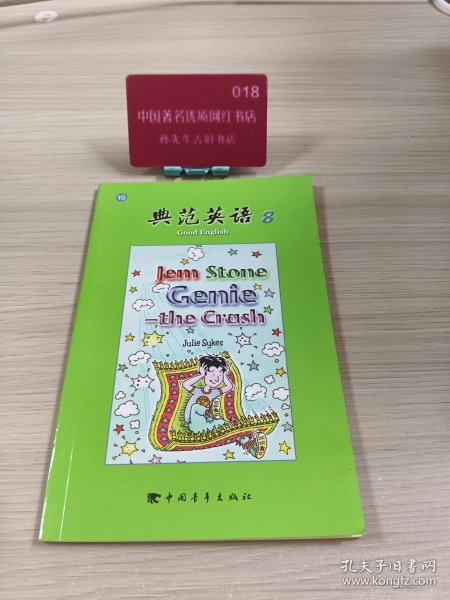 018
中国著名优质网红书店
孙先生古旧书店
10
典范英语 8
Good English
Jem Stone
Genie
—the Crash
Julie Sykes
中国青年出版社
孔夫子旧书网
www.kongfz.com